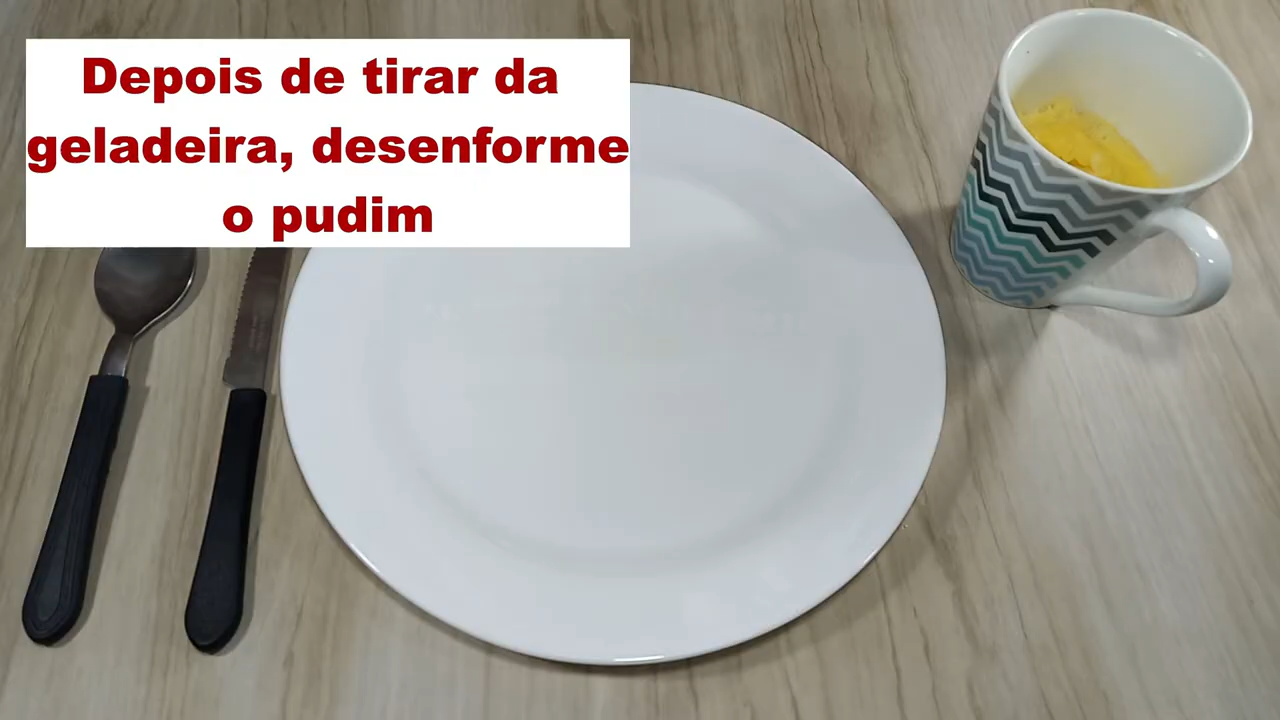 Depois de tirar da
geladeira, desenforme
o pudim